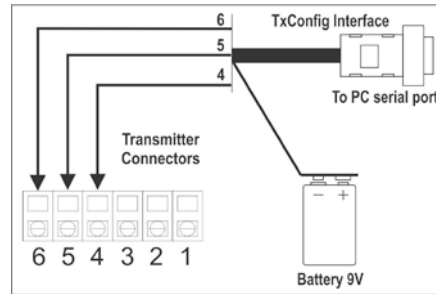 6
TxConfig Interface
5
4
To PC serial port
Transmitter
Connectors
6 5 4 3 2 1
− +
Battery 9V